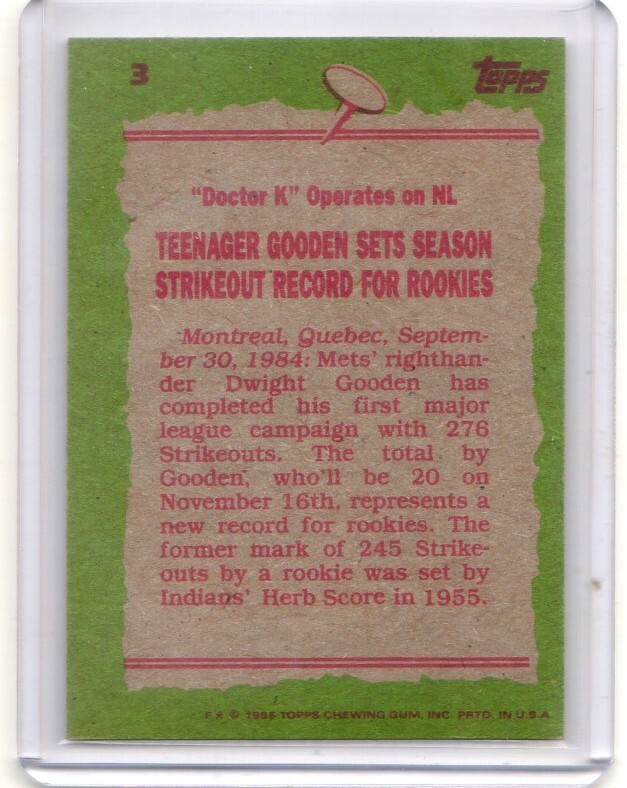 3
Topps
"Doctor K" Operates on NL
TEENAGER GOODEN SETS SEASON
STRIKEOUT RECORD FOR ROOKIES
Montreal, Quebec, Septem-
ber 30, 1984: Mets' righthan-
der Dwight Gooden has
completed his first major
league campaign with 276
Strikeouts. The total by
Gooden, who'll be 20 on
November 16th, represents a
new record for rookies. The
former mark of 245 Strike-
outs by a rookie was set by
Indians' Herb Score in 1955.
F★ © 1985 TOPPS CHEWING GUM, INC. PRTD. IN U.S.A.